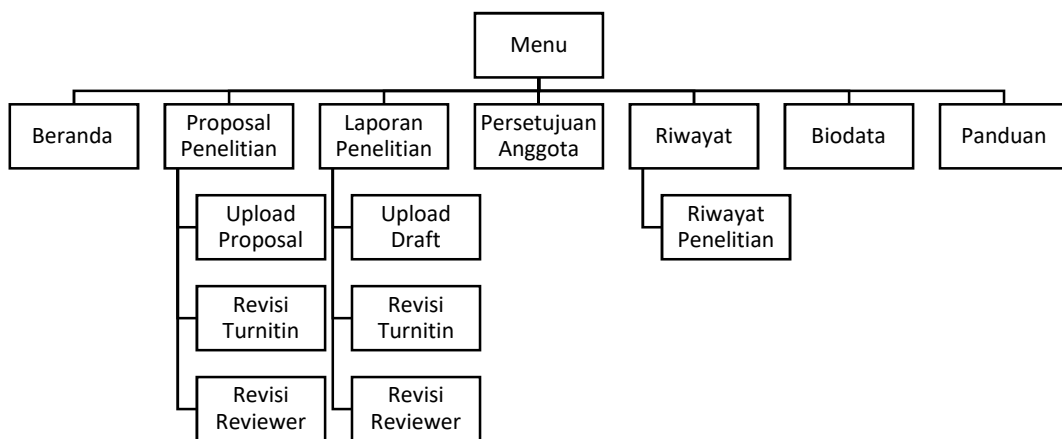 Menu
Beranda
Proposal
Penelitian
Laporan
Penelitian
Persetujuan
Anggota
Riwayat
Biodata
Panduan
Upload
Proposal
Upload
Draft
Riwayat
Penelitian
Revisi
Turnitin
Revisi
Turnitin
Revisi
Reviewer
Revisi
Reviewer